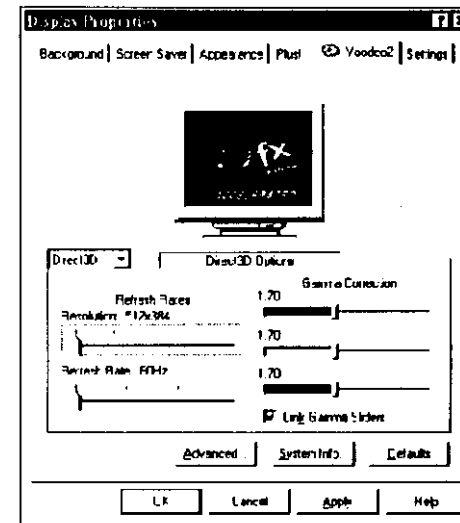 Display Properties
Background Screen Saver Appearance Plus! Voodoo2 Settings
fx
Direct3D Direct3D Options
Gamma Correction
Refresh Rates
Resolution: 512x384
1.70
1.70
Refresh Rate: 60Hz
1.70
Link Gamma Sliders
Advanced... System Info... Defaults
OK Cancel Apply Help